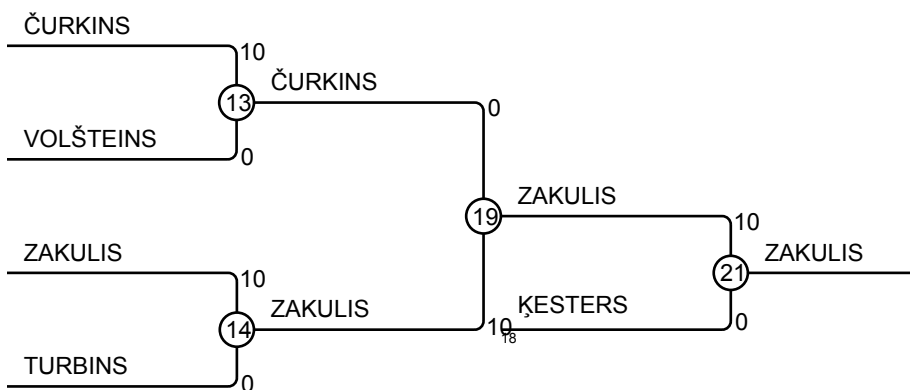 ČURKINS
10
13
ČURKINS
0
VOLŠTEINS
0
ZAKULIS
19
ZAKULIS
10
21
ZAKULIS
10
14
ZAKULIS
10
18
ĶESTERS
0
TURBINS
0